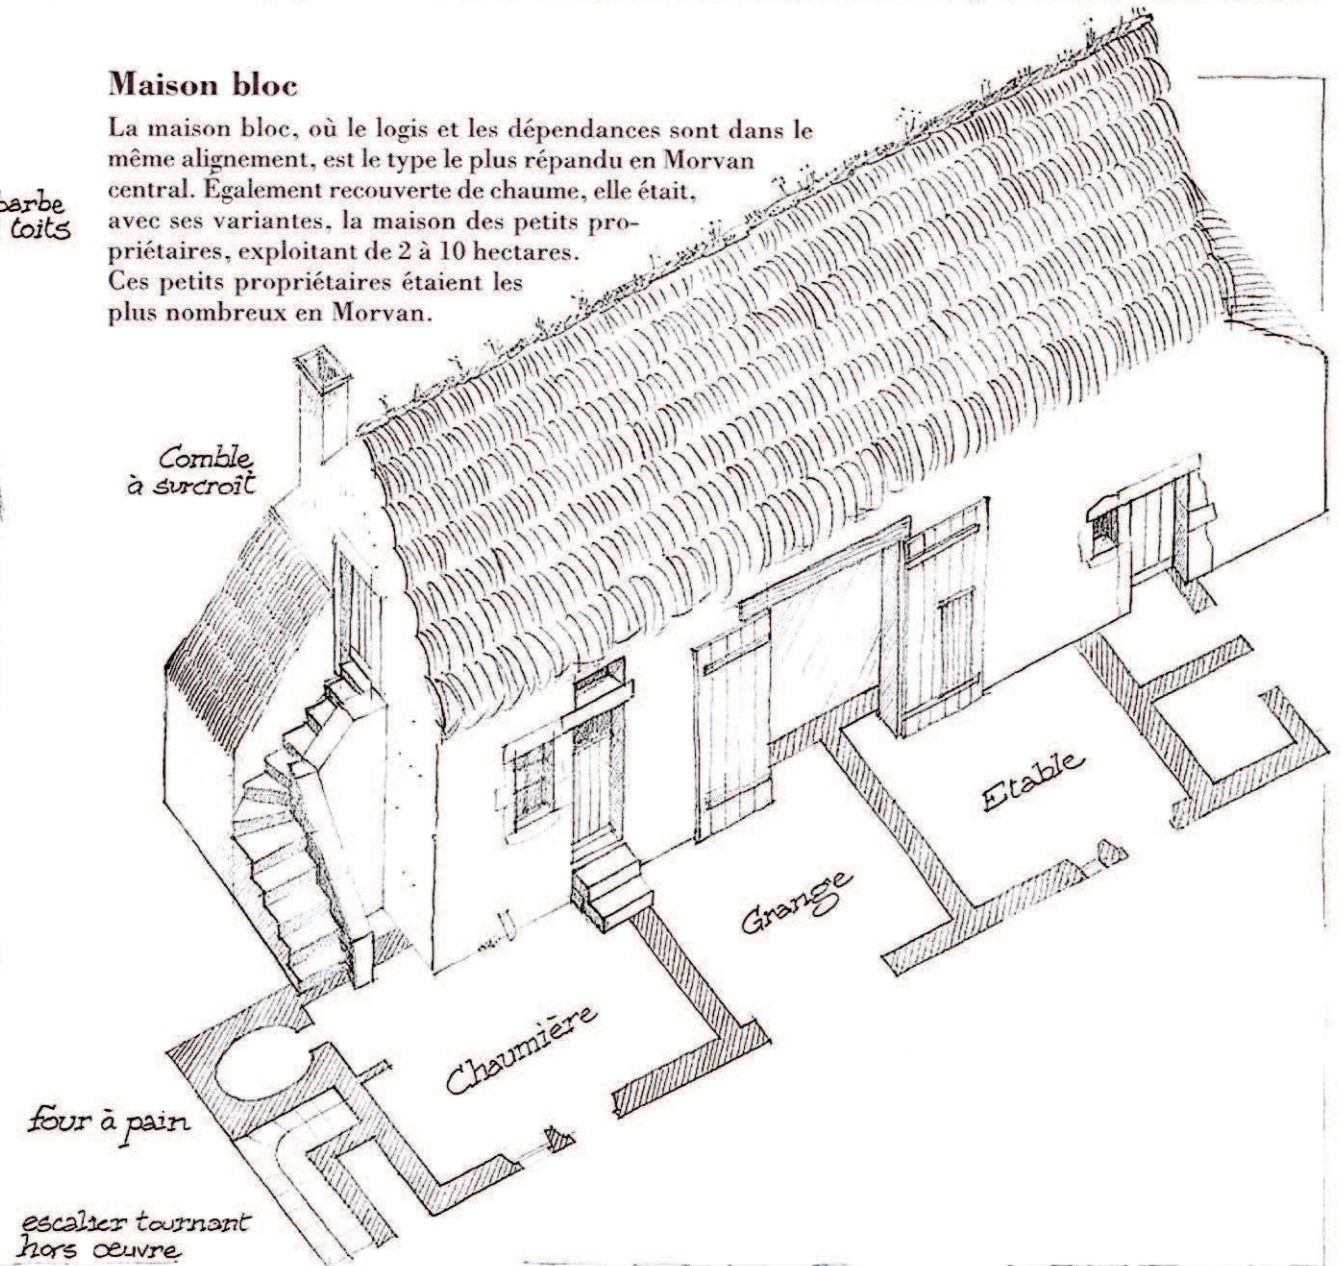 Maison bloc
La maison bloc, où le logis et les dépendances sont dans le
même alignement, est le type le plus répandu en Morvan
central. Également recouverte de chaume, elle était,
avec ses variantes, la maison des petits pro-
priétaires, exploitant de 2 à 10 hectares.
Ces petits propriétaires étaient les
plus nombreux en Morvan.
barbe
toits
Comble
à surcroît
Etable
Grange
Chaumière
four à pain
escalier tournant
hors œuvre